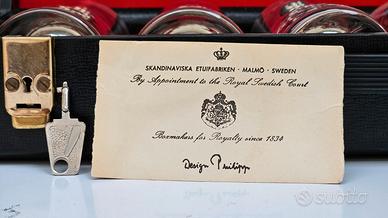 SKANDINAVISKA ETUIFABRIKEN · MALMÖ · SWEDEN
By Appointment to the Royal Swedish Court
Boxmakers for Royalty since 1834
Design Philipp
subito